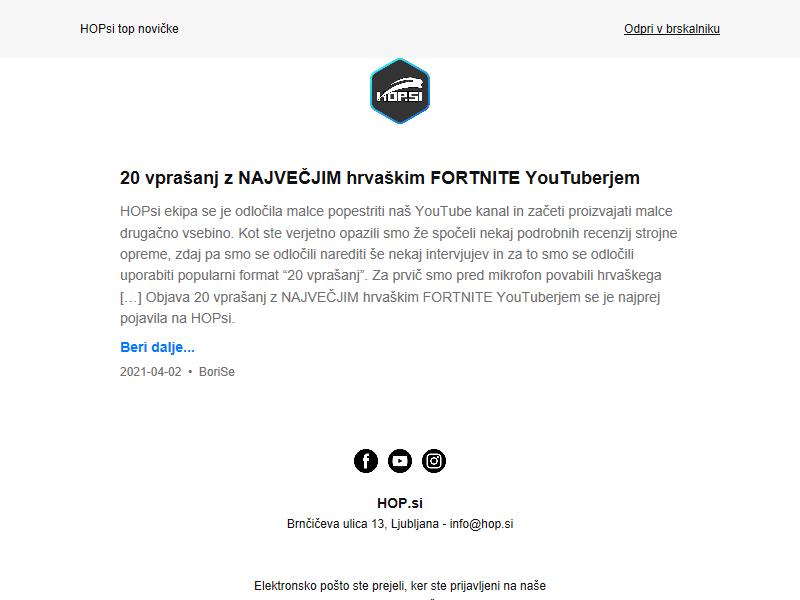 HOPsi top novičke
Odpri v brskalniku
HOP.SI
20 vprašanj z NAJVEČJIM hrvaškim FORTNITE YouTuberjem
HOPsi ekipa se je odločila malce popestriti naš YouTube kanal in začeti proizvajati malce
drugačno vsebino. Kot ste verjetno opazili smo že spočeli nekaj podrobnih recenzij strojne
opreme, zdaj pa smo se odločili narediti še nekaj intervjujev in za to smo se odločili
uporabiti popularni format “20 vprašanj”. Za prvič smo pred mikrofon povabili hrvaškega
[…] Objava 20 vprašanj z NAJVEČJIM hrvaškim FORTNITE YouTuberjem se je najprej
pojavila na HOPsi.
Beri dalje...
2021-04-02 • BoriSe
HOP.si
Brnčičeva ulica 13, Ljubljana - info@hop.si
Elektronsko pošto ste prejeli, ker ste prijavljeni na naše